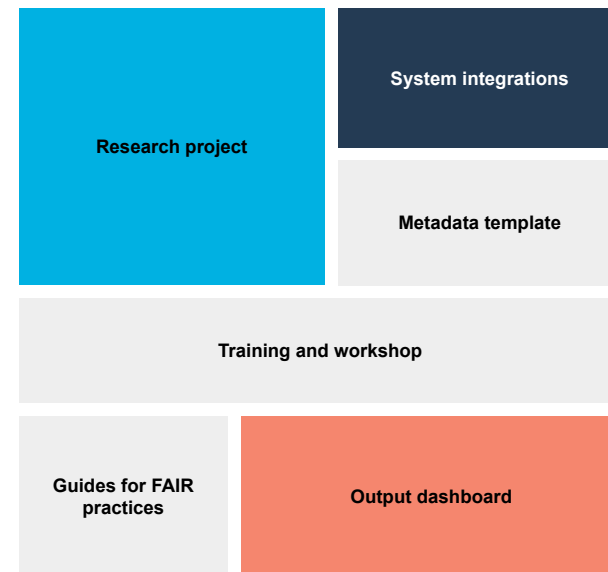 Research project
System integrations
Metadata template
Training and workshop
Guides for FAIR
practices
Output dashboard